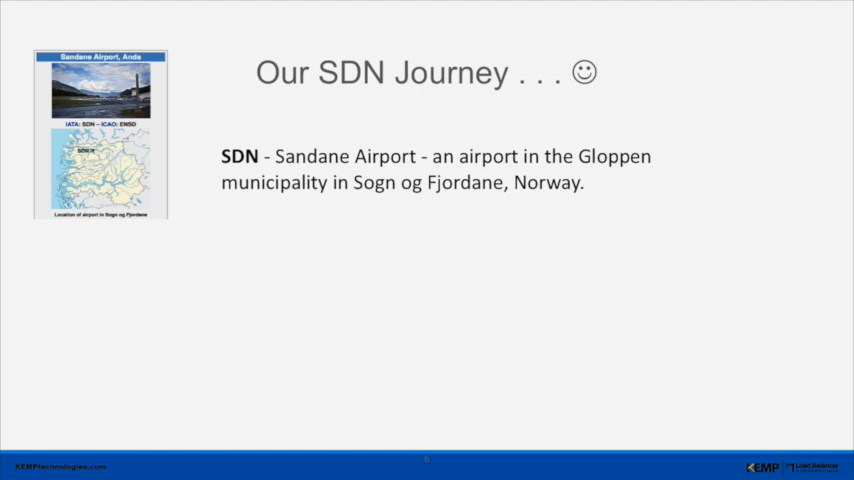 Sandane Airport, Anda
IATA: SDN – ICAO: ENSD
SDN
Location of airport in Sogn og Fjordane
Our SDN Journey . . . ☺
SDN - Sandane Airport - an airport in the Gloppen
municipality in Sogn og Fjordane, Norway.
KEMPtechnologies.com
6
KEMP
#1 Load Balancer